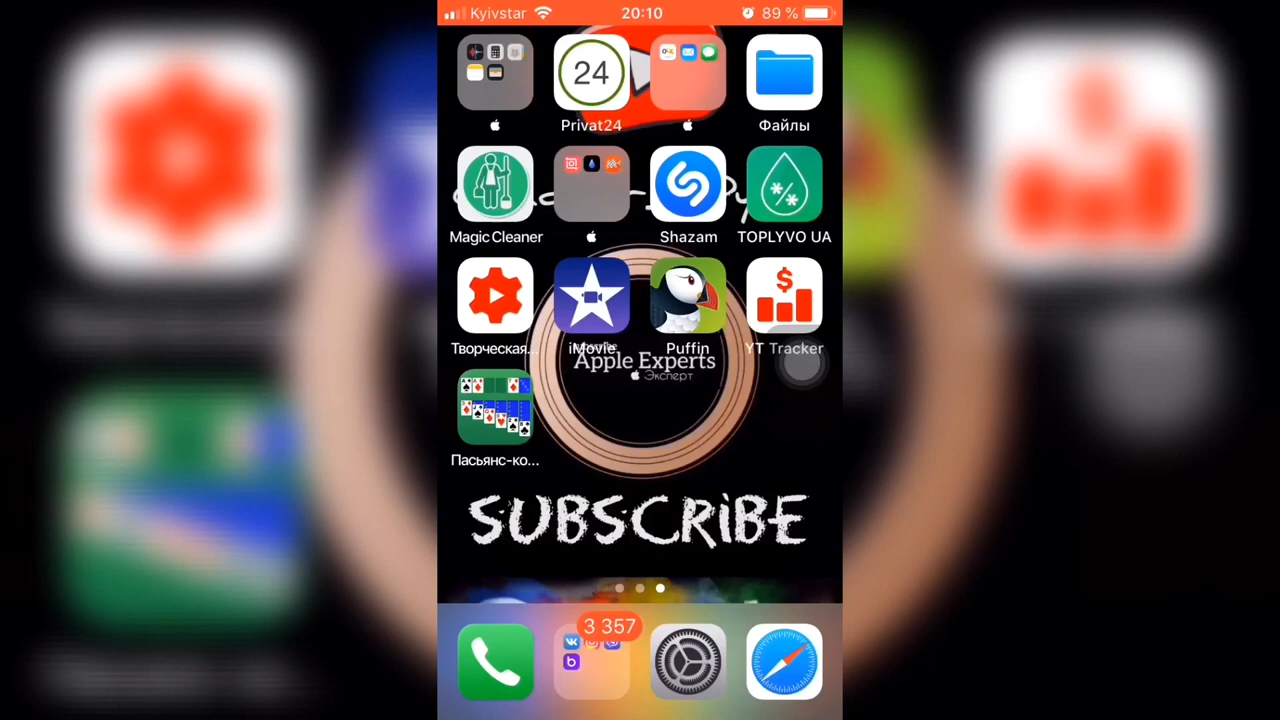 Kyivstar 20:10 89 %
24
Privat24 Файлы
Magic Cleaner Shazam TOPLYVO UA
$
Творческая... iMovie Puffin YT Tracker
Apple Experts
Эксперт
Пасьянс-ко...
SUBSCRIBE
3 357